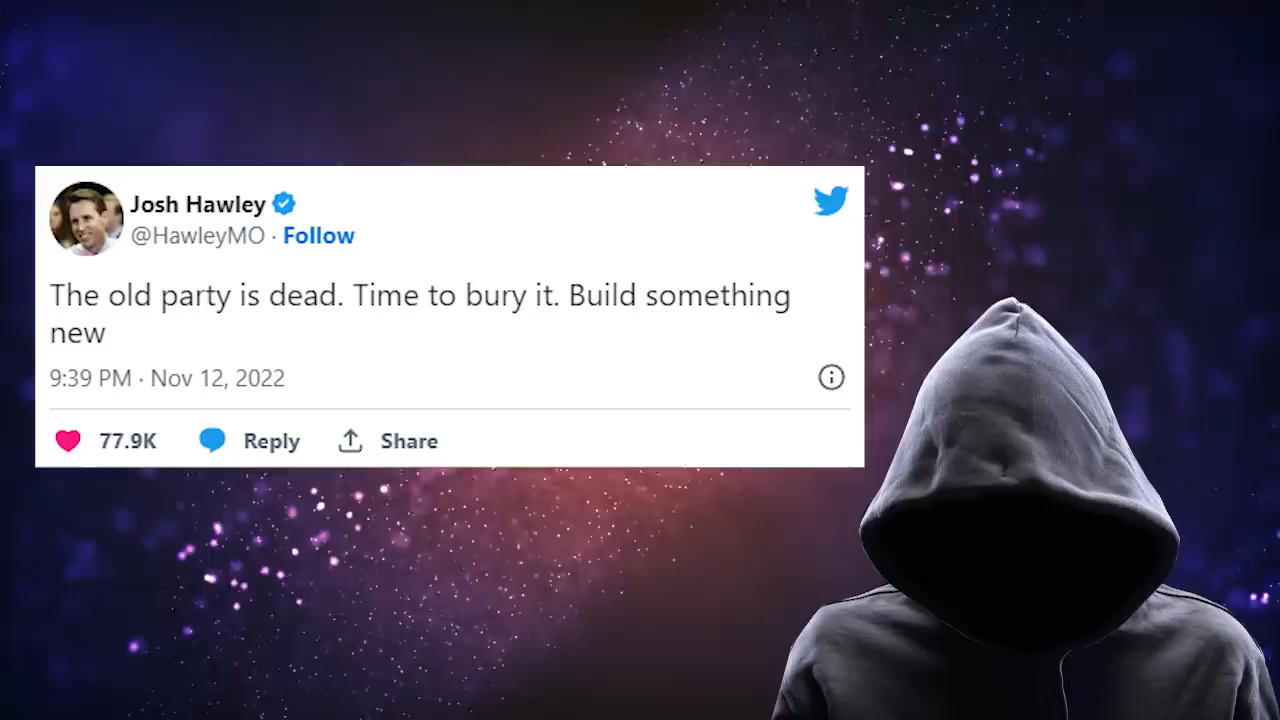 Josh Hawley
@HawleyMO · Follow
The old party is dead. Time to bury it. Build something
new
9:39 PM · Nov 12, 2022
77.9K Reply Share